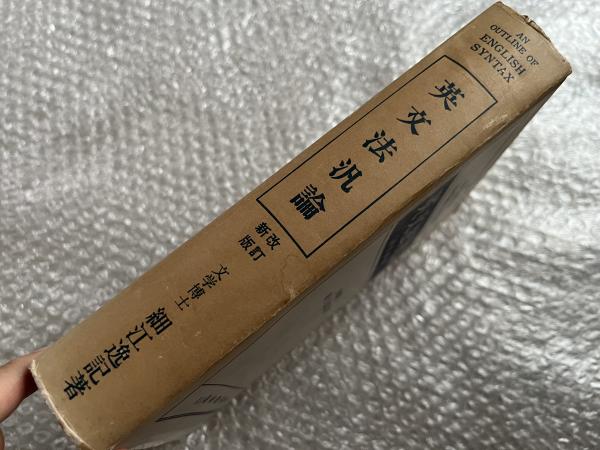 AN
OUTLINE OF
ENGLISH
SYNTAX
英文法汎論
改訂
新版
文学博士
細江逸記著